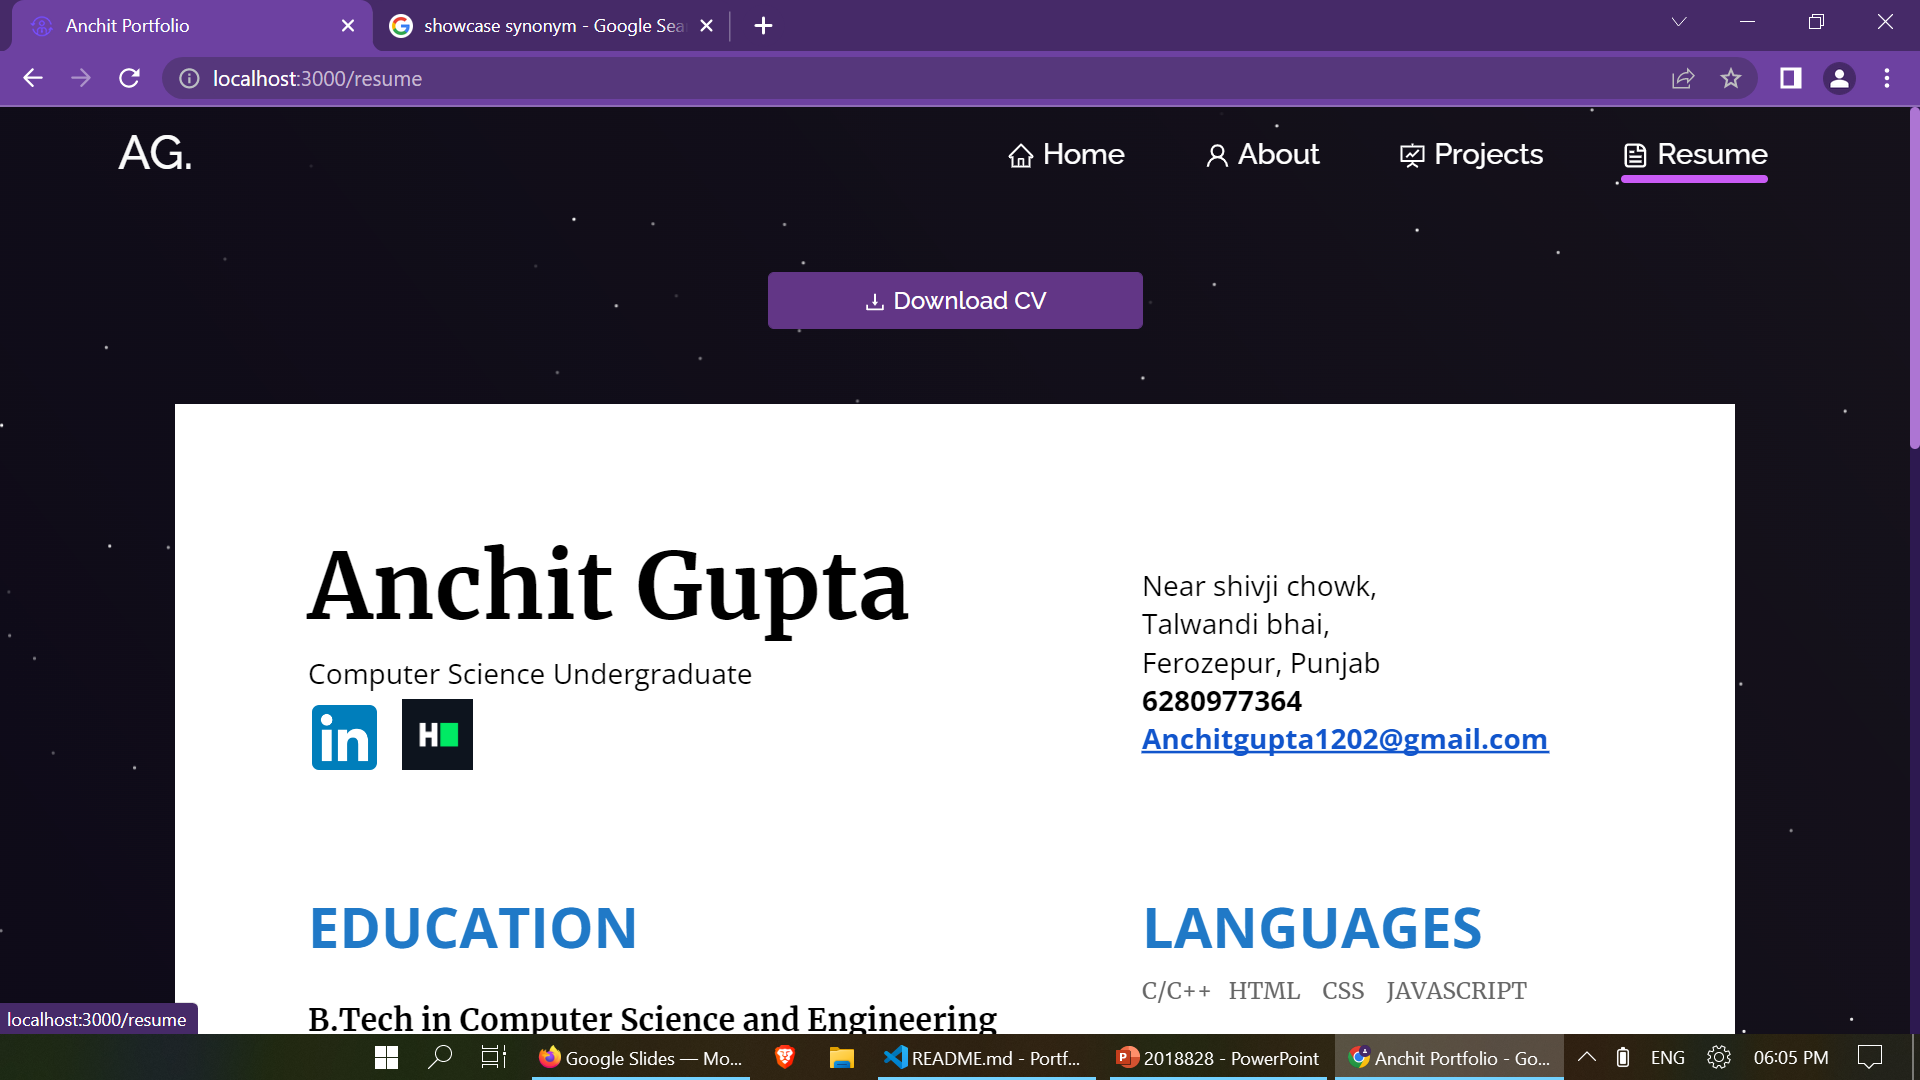 Anchit Portfolio
showcase synonym - Google Sea
localhost:3000/resume
AG.
Home
About
Projects
Resume
Download CV
Anchit Gupta
Computer Science Undergraduate
in
H
Near shivji chowk,
Talwandi bhai,
Ferozepur, Punjab
6280977364
Anchitgupta1202@gmail.com
EDUCATION
B.Tech in Computer Science and Engineering
LANGUAGES
C/C++ HTML CSS JAVASCRIPT
localhost:3000/resume
Google Slides — Mo...
README.md - Portf...
2018828 - PowerPoint
Anchit Portfolio - Go...
ENG
06:05 PM